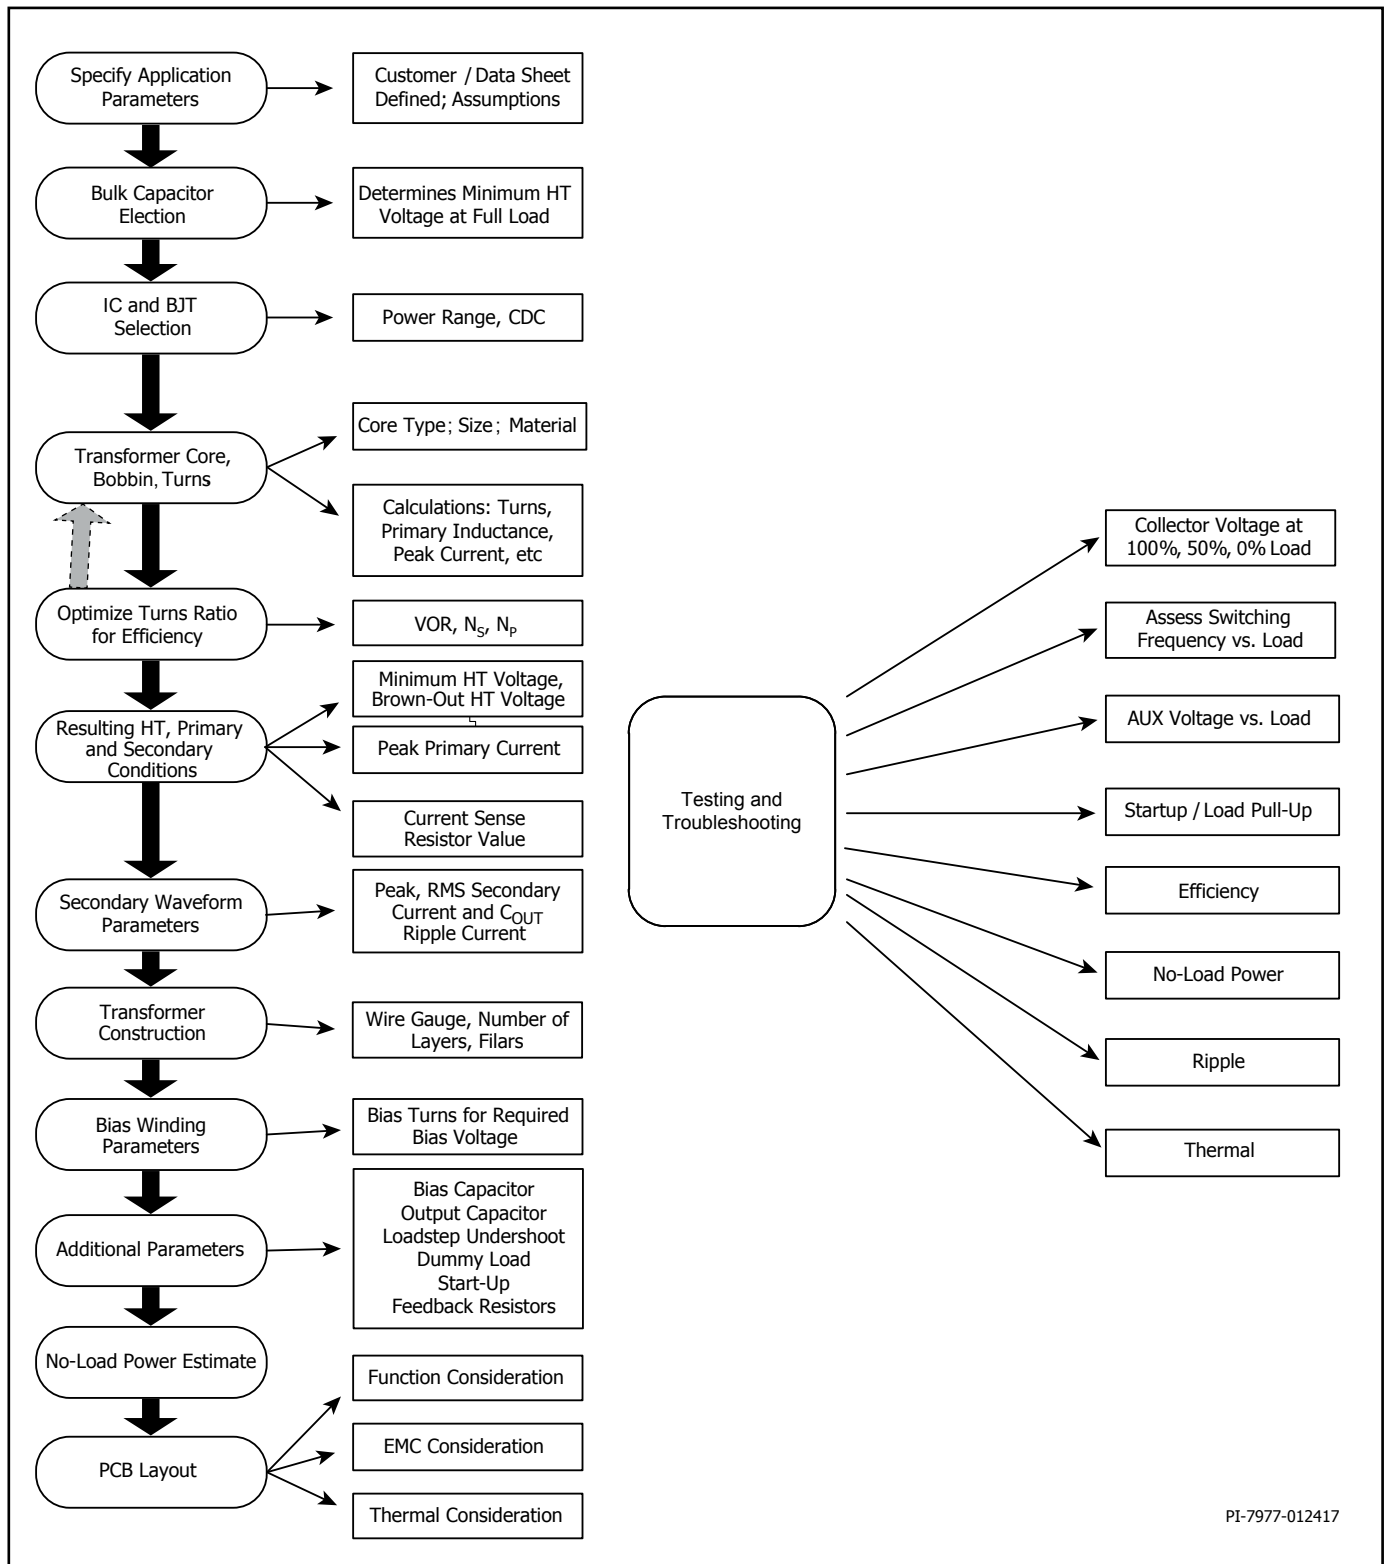 Specify Application
Parameters
Customer / Data Sheet
Defined; Assumptions
Bulk Capacitor
Election
Determines Minimum HT
Voltage at Full Load
IC and BJT
Selection
Power Range, CDC
Transformer Core,
Bobbin, Turns
Core Type; Size; Material
Calculations: Turns,
Primary Inductance,
Peak Current, etc
Optimize Turns Ratio
for Efficiency
VOR, NS, NP
Resulting HT, Primary
and Secondary
Conditions
Minimum HT Voltage,
Brown-Out HT Voltage
Peak Primary Current
Current Sense
Resistor Value
Secondary Waveform
Parameters
Peak, RMS Secondary
Current and COUT
Ripple Current
Transformer
Construction
Wire Gauge, Number of
Layers, Filars
Bias Winding
Parameters
Bias Turns for Required
Bias Voltage
Additional Parameters
Bias Capacitor
Output Capacitor
Loadstep Undershoot
Dummy Load
Start-Up
Feedback Resistors
No-Load Power Estimate
PCB Layout
Function Consideration
EMC Consideration
Thermal Consideration
Testing and
Troubleshooting
Collector Voltage at
100%, 50%, 0% Load
Assess Switching
Frequency vs. Load
AUX Voltage vs. Load
Startup / Load Pull-Up
Efficiency
No-Load Power
Ripple
Thermal
PI-7977-012417